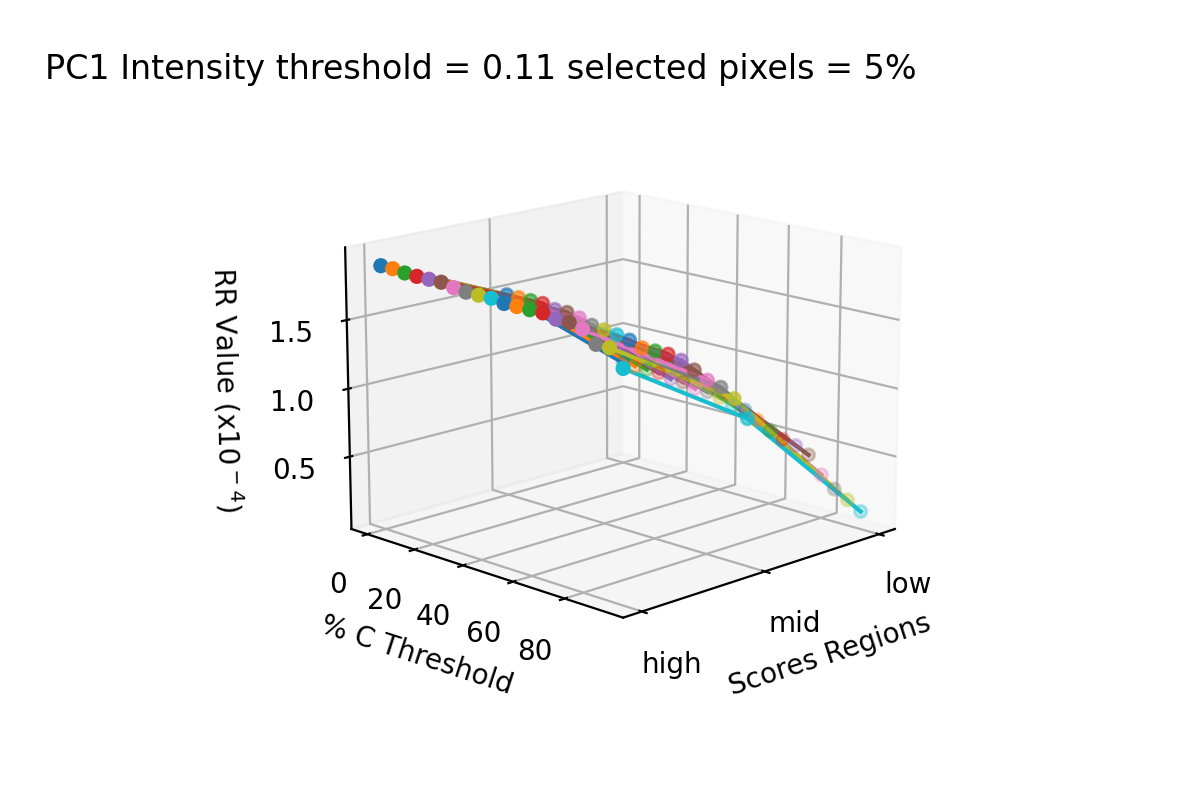 PC1 Intensity threshold = 0.11 selected pixels = 5%
RR Value (x10⁻⁴)
1.5
1.0
0.5
0
20
40
60
80
% C Threshold
high
mid
low
Scores Regions